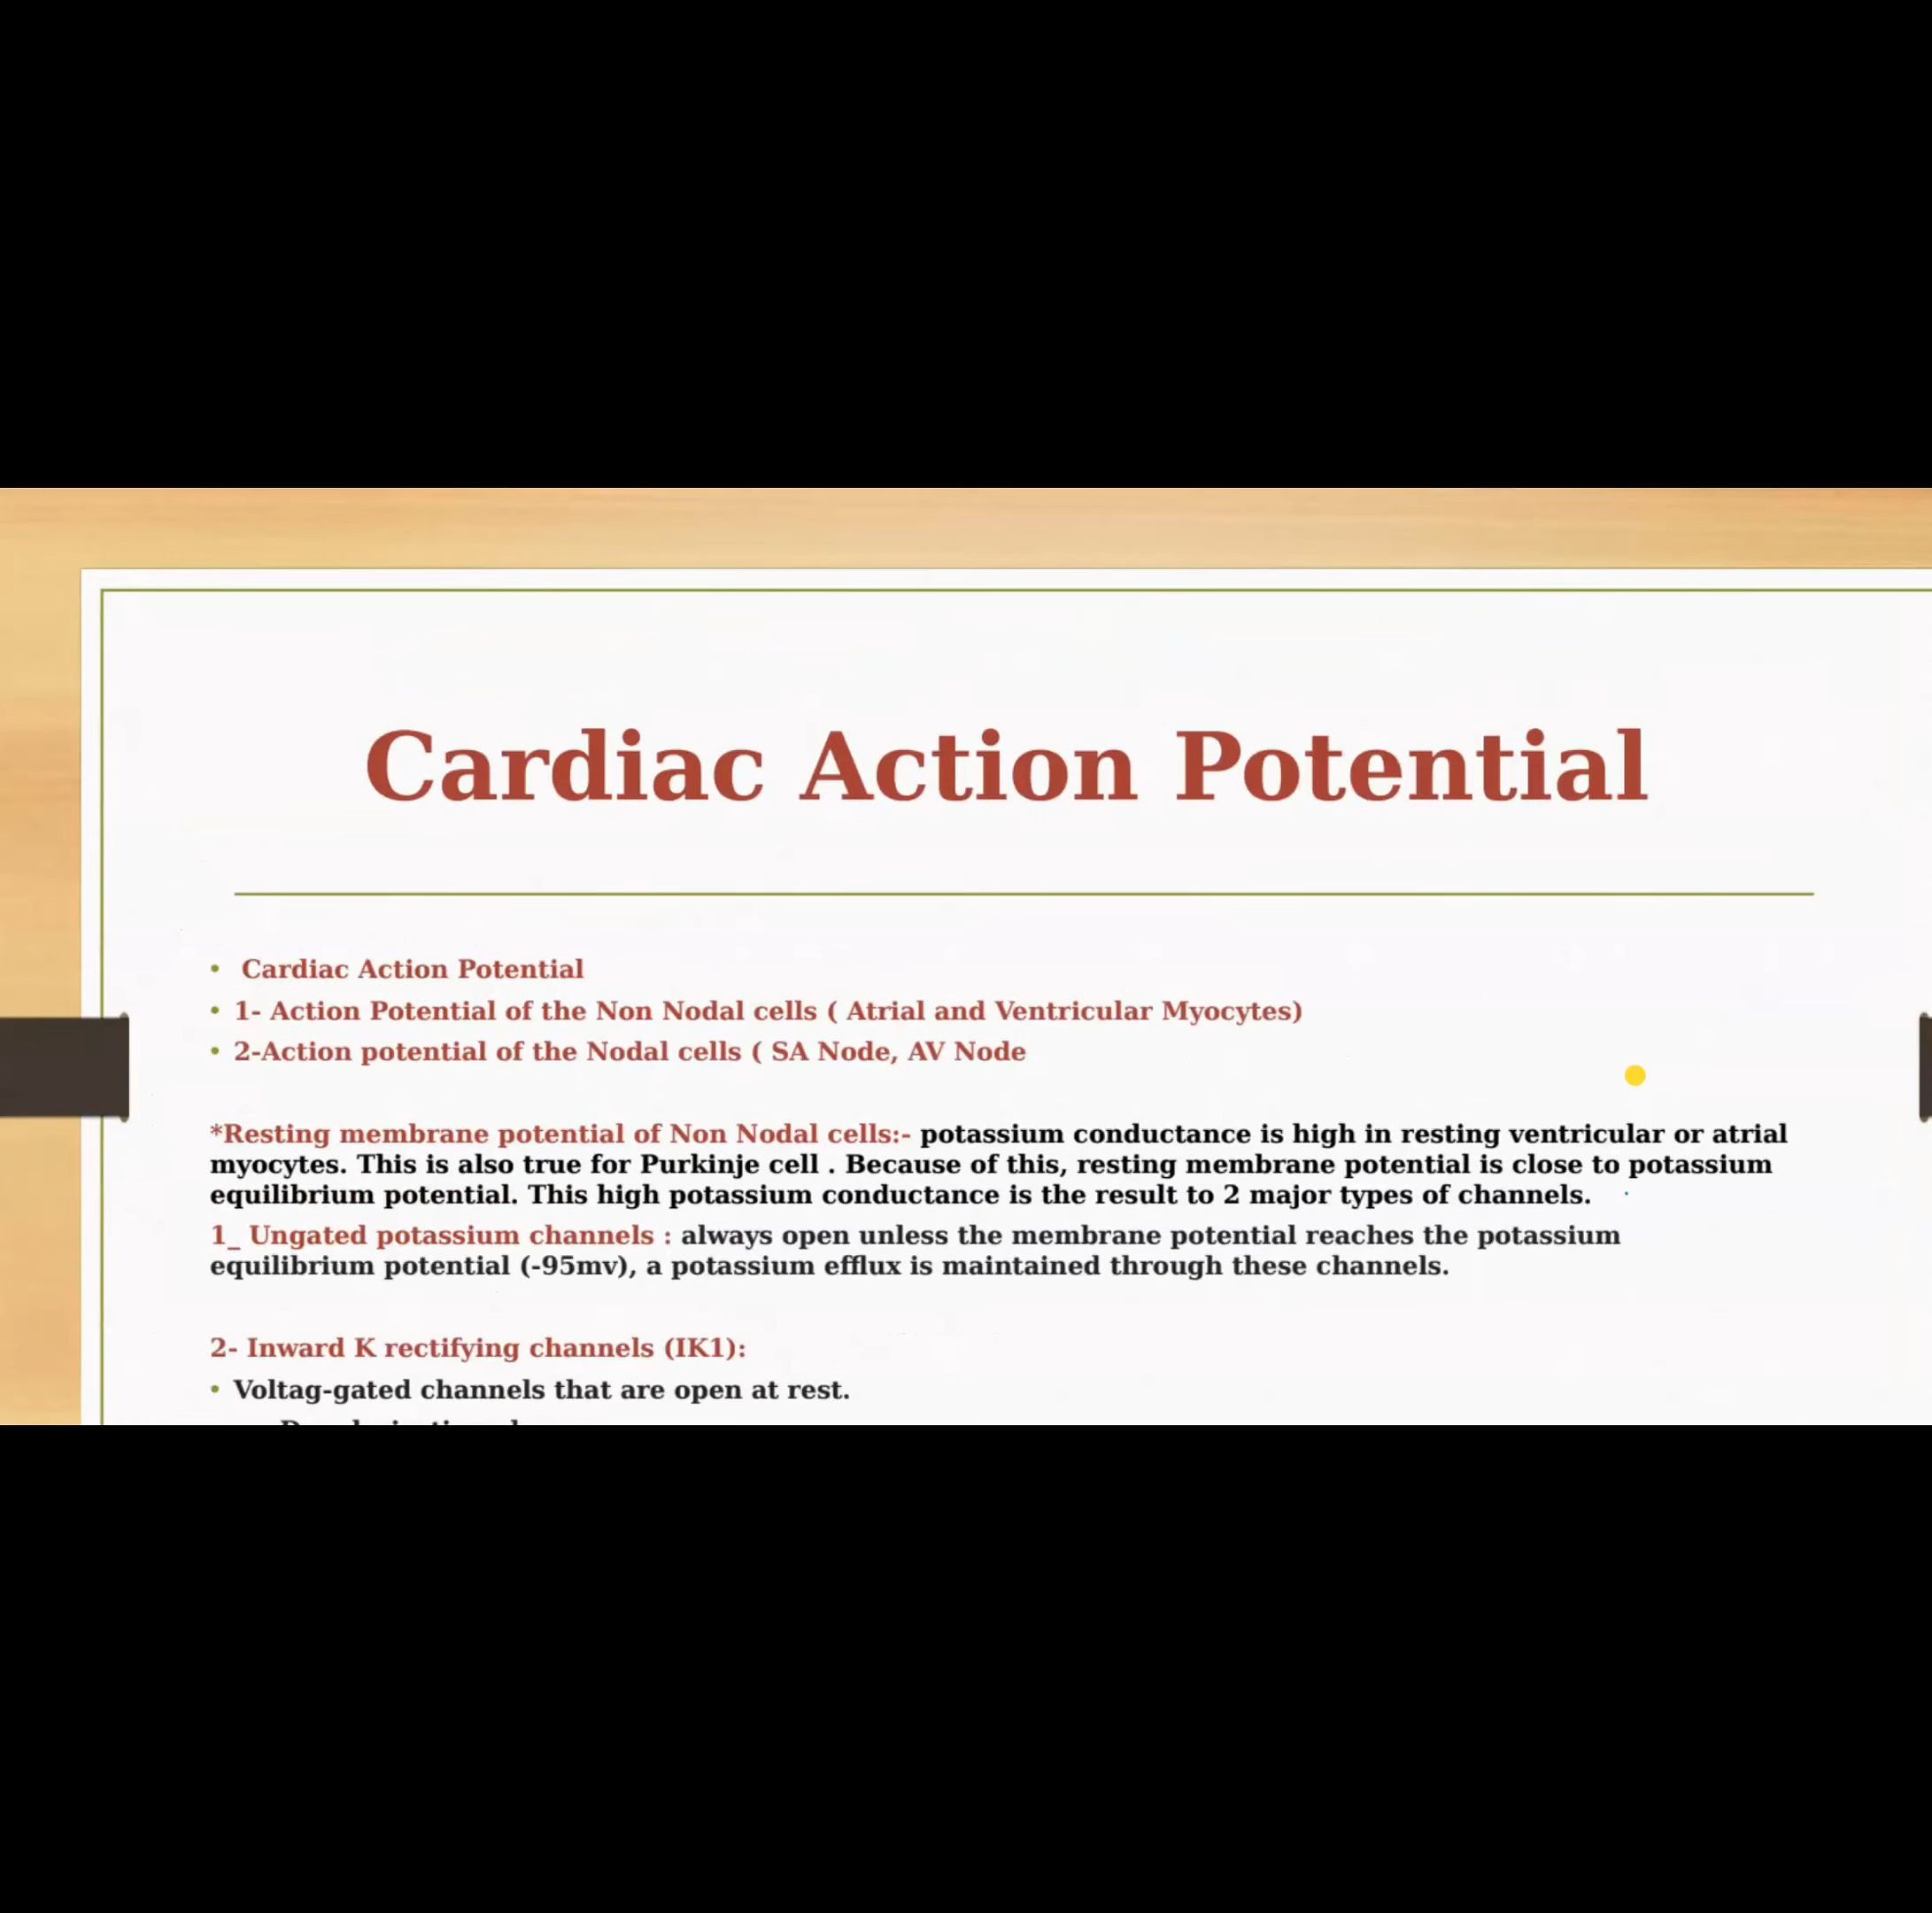 Cardiac Action Potential
• Cardiac Action Potential
• 1- Action Potential of the Non Nodal cells ( Atrial and Ventricular Myocytes)
• 2-Action potential of the Nodal cells ( SA Node, AV Node
*Resting membrane potential of Non Nodal cells:- potassium conductance is high in resting ventricular or atrial
myocytes. This is also true for Purkinje cell . Because of this, resting membrane potential is close to potassium
equilibrium potential. This high potassium conductance is the result to 2 major types of channels.
1_ Ungated potassium channels : always open unless the membrane potential reaches the potassium
equilibrium potential (-95mv), a potassium efflux is maintained through these channels.
2- Inward K rectifying channels (IK1):
• Voltag-gated channels that are open at rest.